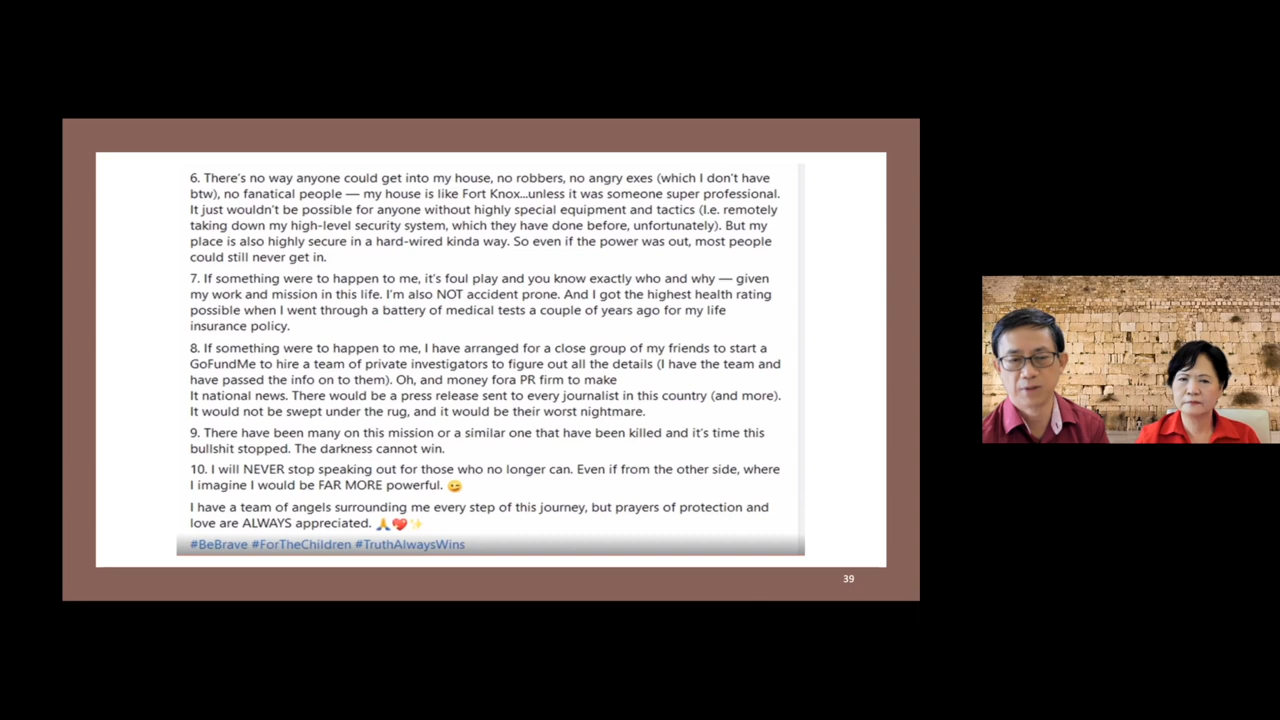 6. There's no way anyone could get into my house, no robbers, no angry exes (which I don't have
btw), no fanatical people — my house is like Fort Knox...unless it was someone super professional.
It just wouldn't be possible for anyone without highly special equipment and tactics (I.e. remotely
taking down my high-level security system, which they have done before, unfortunately). But my
place is also highly secure in a hard-wired kinda way. So even if the power was out, most people
could still never get in.
7. If something were to happen to me, it's foul play and you know exactly who and why — given
my work and mission in this life. I'm also NOT accident prone. And I got the highest health rating
possible when I went through a battery of medical tests a couple of years ago for my life
insurance policy.
8. If something were to happen to me, I have arranged for a close group of my friends to start a
GoFundMe to hire a team of private investigators to figure out all the details (I have the team and
have passed the info on to them). Oh, and money fora PR firm to make
It national news. There would be a press release sent to every journalist in this country (and more).
It would not be swept under the rug, and it would be their worst nightmare.
9. There have been many on this mission or a similar one that have been killed and it's time this
bullshit stopped. The darkness cannot win.
10. I will NEVER stop speaking out for those who no longer can. Even if from the other side, where
I imagine I would be FAR MORE powerful. 😉
I have a team of angels surrounding me every step of this journey, but prayers of protection and
love are ALWAYS appreciated. 🙏💖✨
#BeBrave #ForTheChildren #TruthAlwaysWins
39